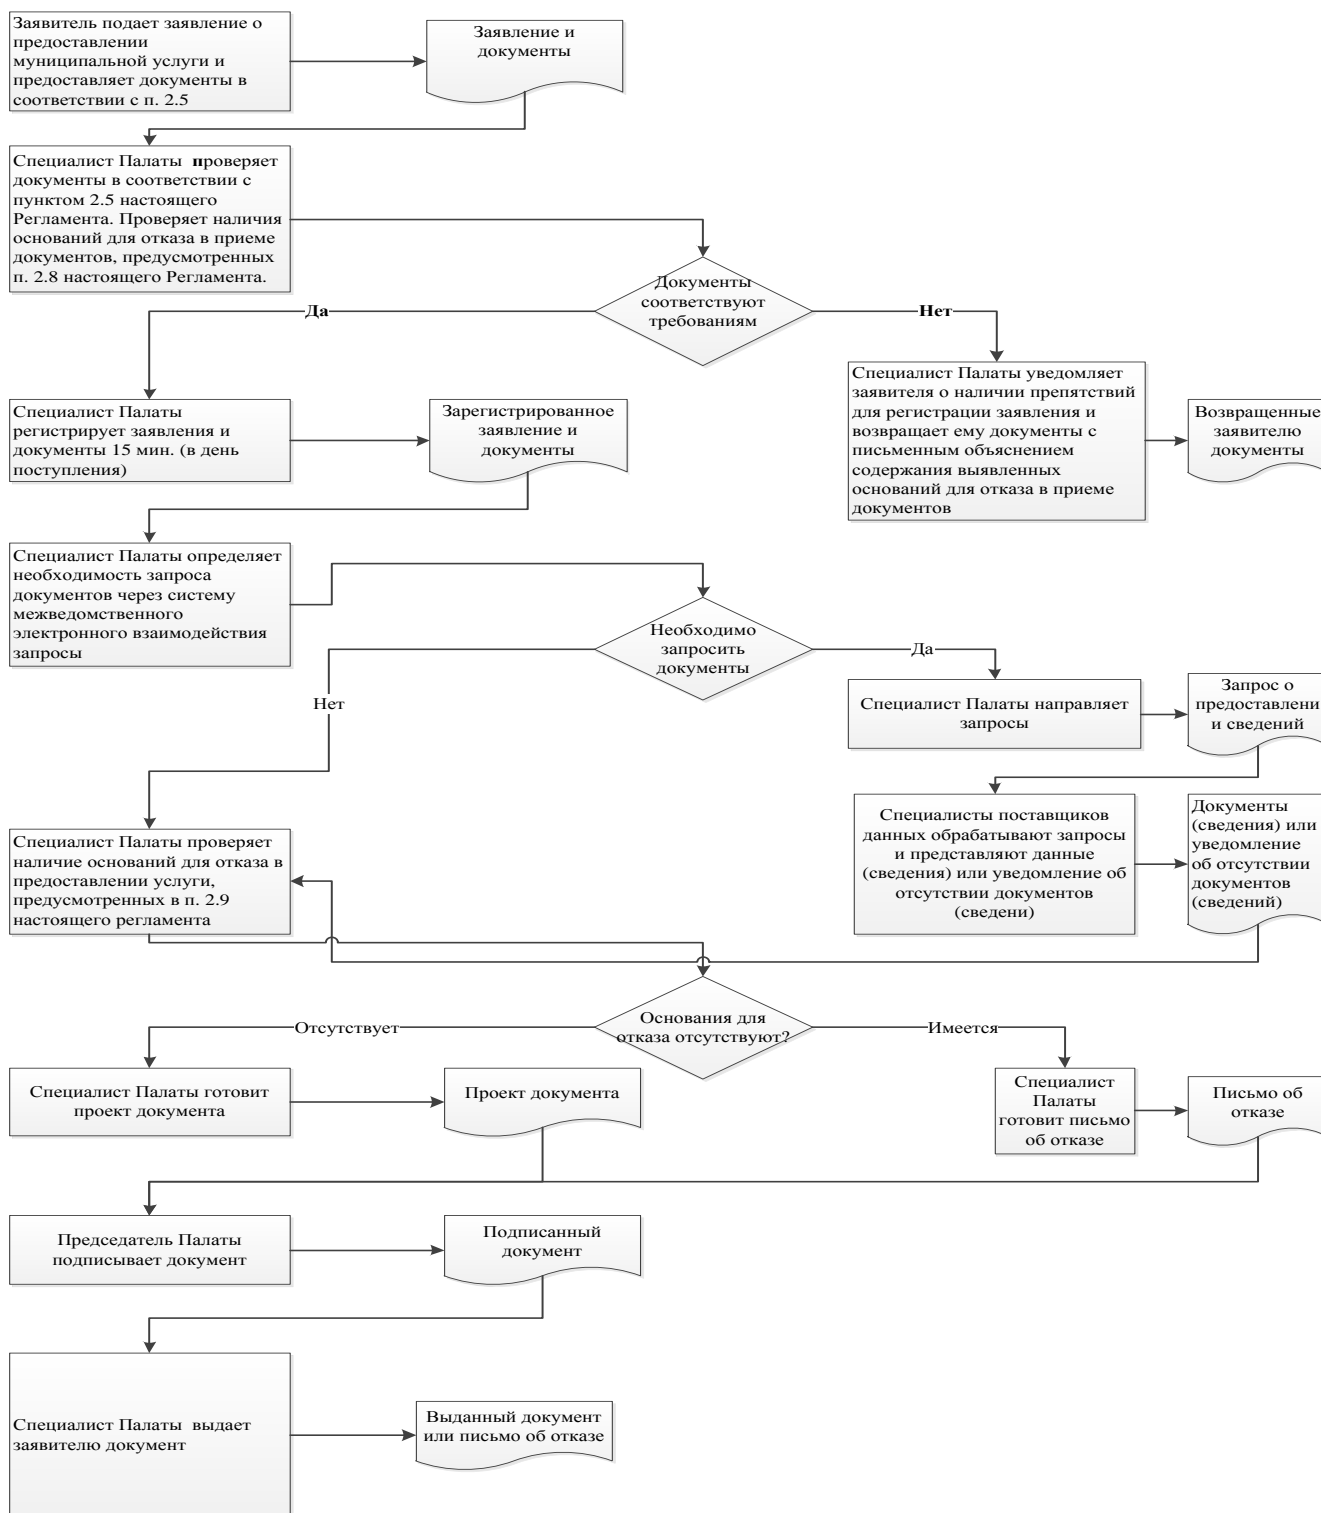 Заявитель подает заявление о
предоставлении
муниципальной услуги и
предоставляет документы в
соответствии с п. 2.5
Заявление и
документы
Специалист Палаты  проверяет
документы в соответствии с
пунктом 2.5 настоящего
Регламента. Проверяет наличия
оснований для отказа в приеме
документов, предусмотренных
п. 2.8 настоящего Регламента.
Документы
соответствуют
требованиям
Да
Нет
Специалист Палаты
регистрирует заявления и
документы 15 мин. (в день
поступления)
Зарегистрированное
заявление и
документы
Специалист Палаты уведомляет
заявителя о наличии препятствий
для регистрации заявления и
возвращает ему документы с
письменным объяснением
содержания выявленных
оснований для отказа в приеме
документов
Возвращенные
заявителю
документы
Специалист Палаты определяет
необходимость запроса
документов через систему
межведомственного
электронного взаимодействия
запросы
Необходимо
запросить
документы
Да
Нет
Специалист Палаты направляет
запросы
Запрос о
предоставлени
и сведений
Специалисты поставщиков
данных обрабатывают запросы
и представляют данные
(сведения) или уведомление об
отсутствии документов
(сведени)
Документы
(сведения) или
уведомление
об отсутствии
документов
(сведений)
Специалист Палаты проверяет
наличие оснований для отказа в
предоставлении услуги,
предусмотренных в п. 2.9
настоящего регламента
Основания для
отказа отсутствуют?
Отсутствует
Имеется
Специалист Палаты готовит
проект документа
Проект документа
Специалист
Палаты
готовит письмо
об отказе
Письмо об
отказе
Председатель Палаты
подписывает документ
Подписанный
документ
Специалист Палаты  выдает
заявителю документ
Выданный документ
или письмо об отказе